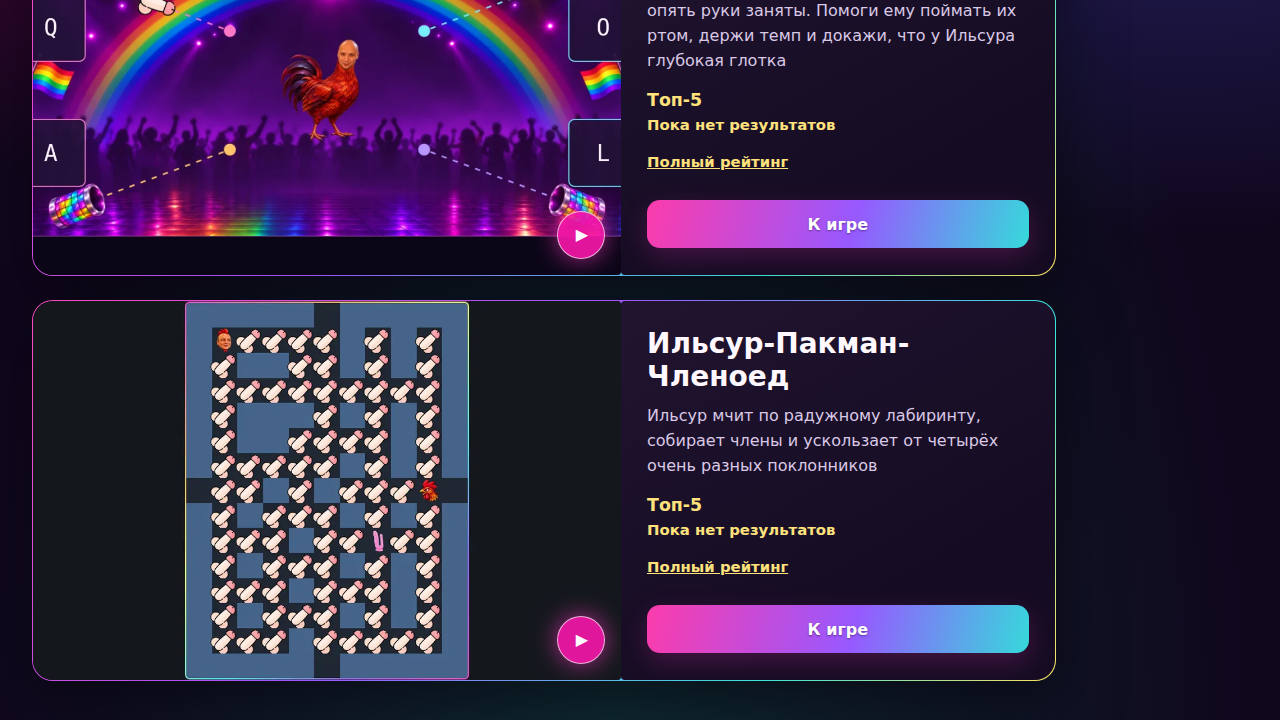 Q
O
A
L
опять руки заняты. Помоги ему поймать их
ртом, держи темп и докажи, что у Ильсура
глубокая глотка
Топ-5
Пока нет результатов
Полный рейтинг
К игре
Ильсур-Пакман-
Членоед
Ильсур мчит по радужному лабиринту,
собирает члены и ускользает от четырёх
очень разных поклонников
Топ-5
Пока нет результатов
Полный рейтинг
К игре